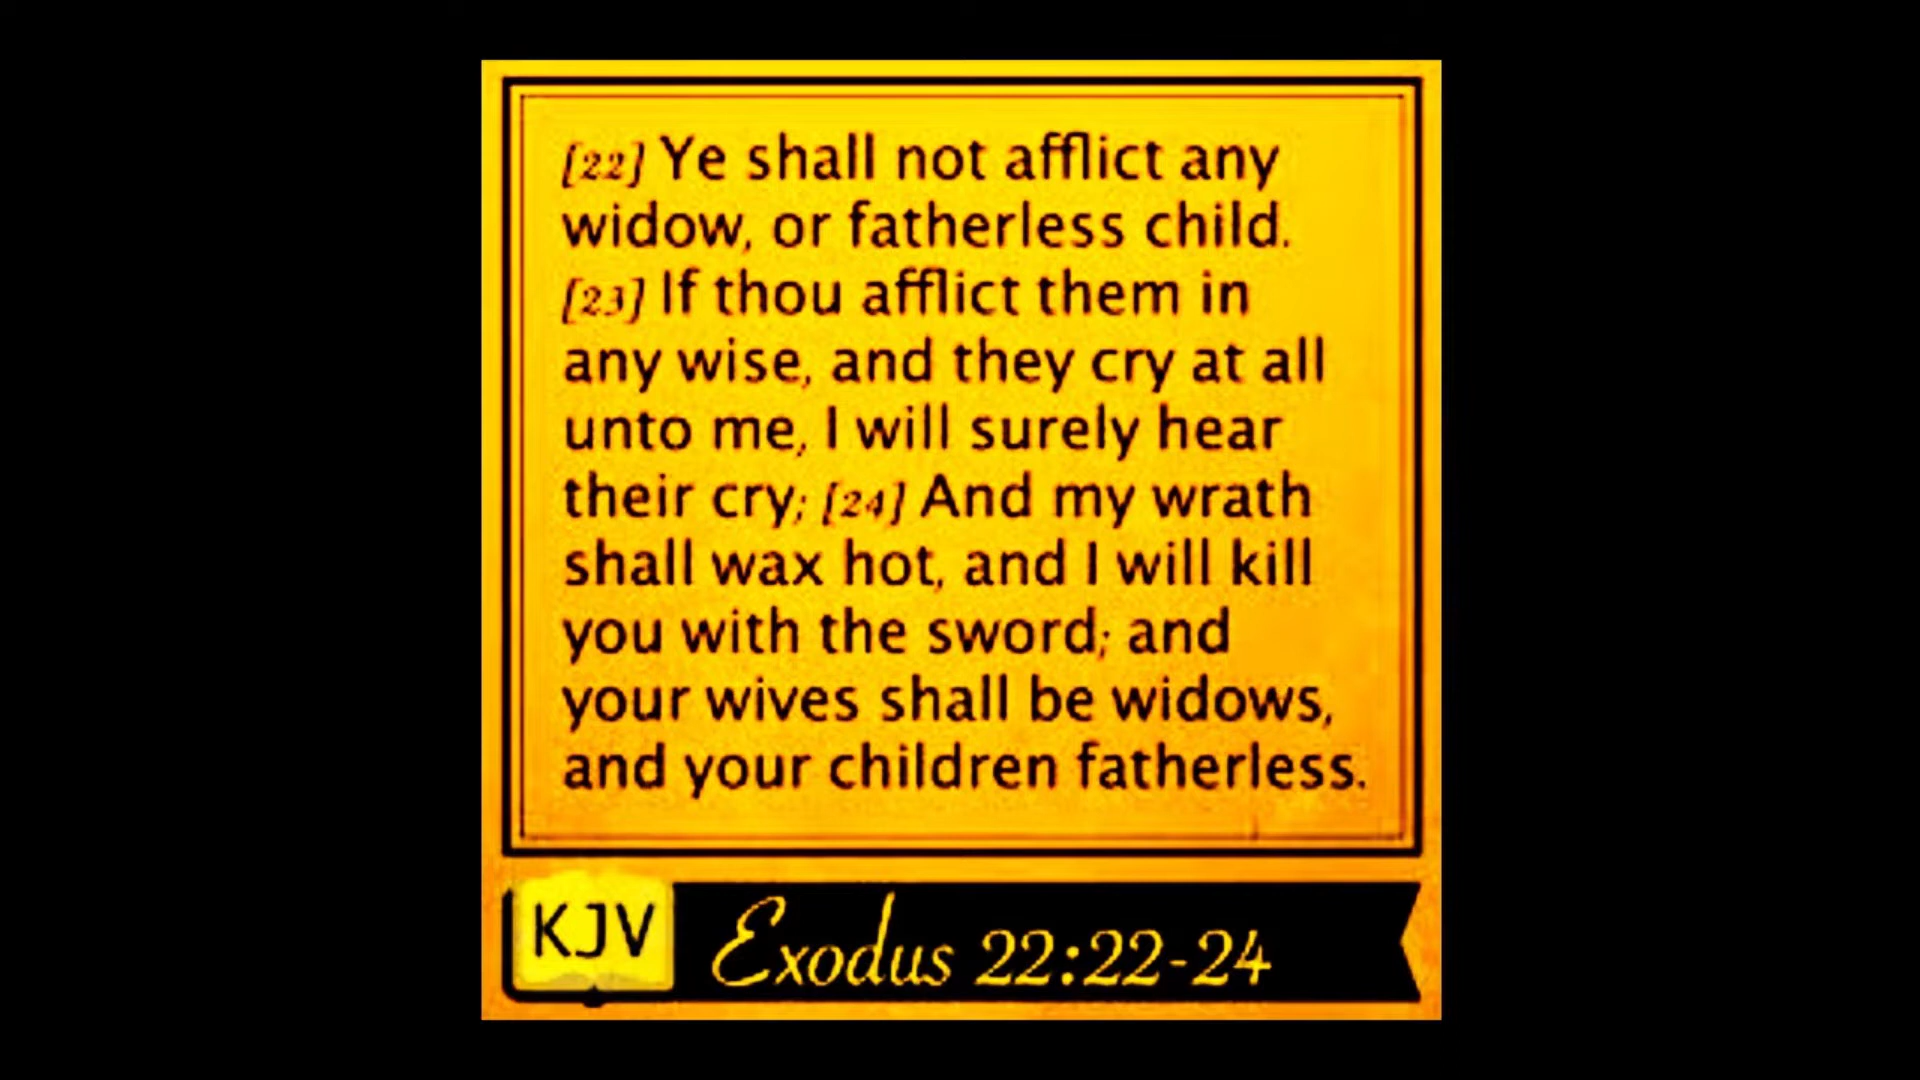 [22] Ye shall not afflict any
widow, or fatherless child.
[23] If thou afflict them in
any wise, and they cry at all
unto me, I will surely hear
their cry; [24] And my wrath
shall wax hot, and I will kill
you with the sword; and
your wives shall be widows,
and your children fatherless.
KJV Exodus 22:22-24